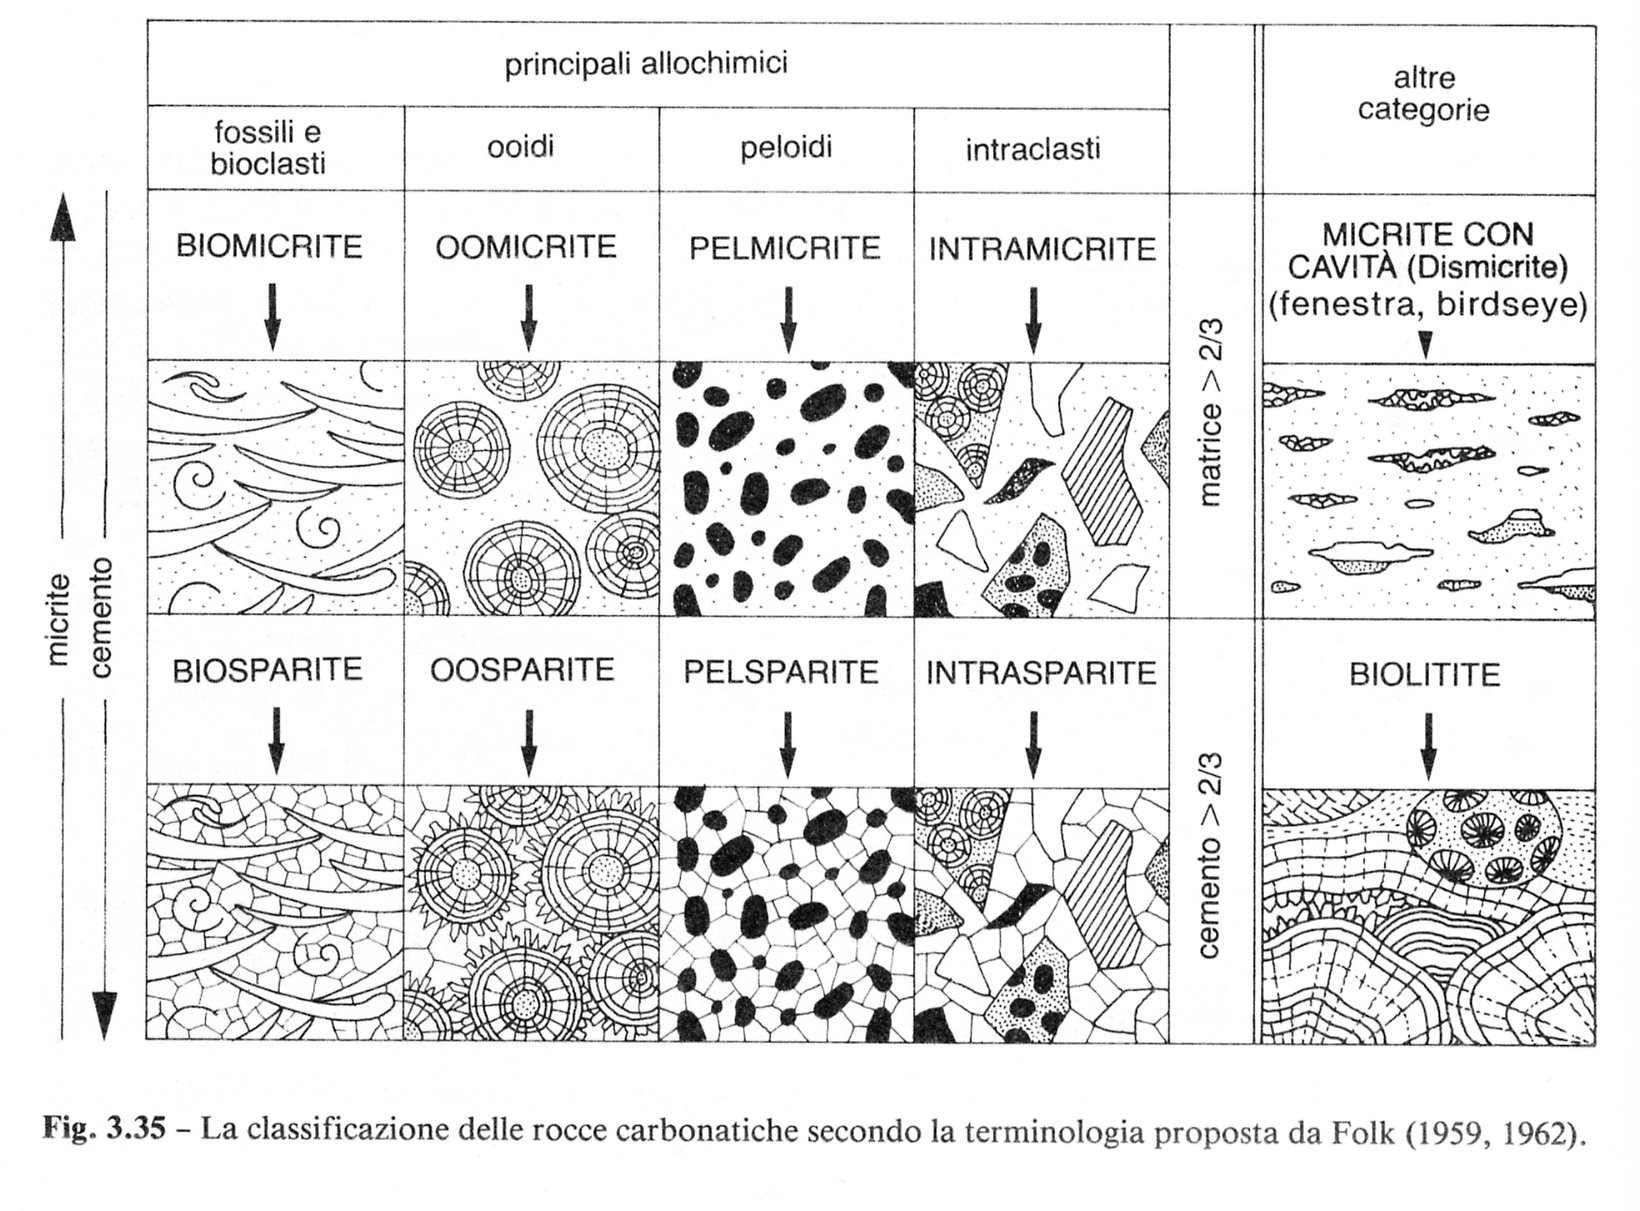 principali allochimici
altre
categorie
fossili e
bioclasti
ooidi
peloidi
intraclasti
BIOMICRITE
OOMICRITE
PELMICRITE
INTRAMICRITE
matrice > 2/3
MICRITE CON
CAVITÀ (Dismicrite)
(fenestra, birdseye)
micrite
cemento
BIOSPARITE
OOSPARITE
PELSPARITE
INTRASPARITE
cemento > 2/3
BIOLITITE
Fig. 3.35 – La classificazione delle rocce carbonatiche secondo la terminologia proposta da Folk (1959, 1962).